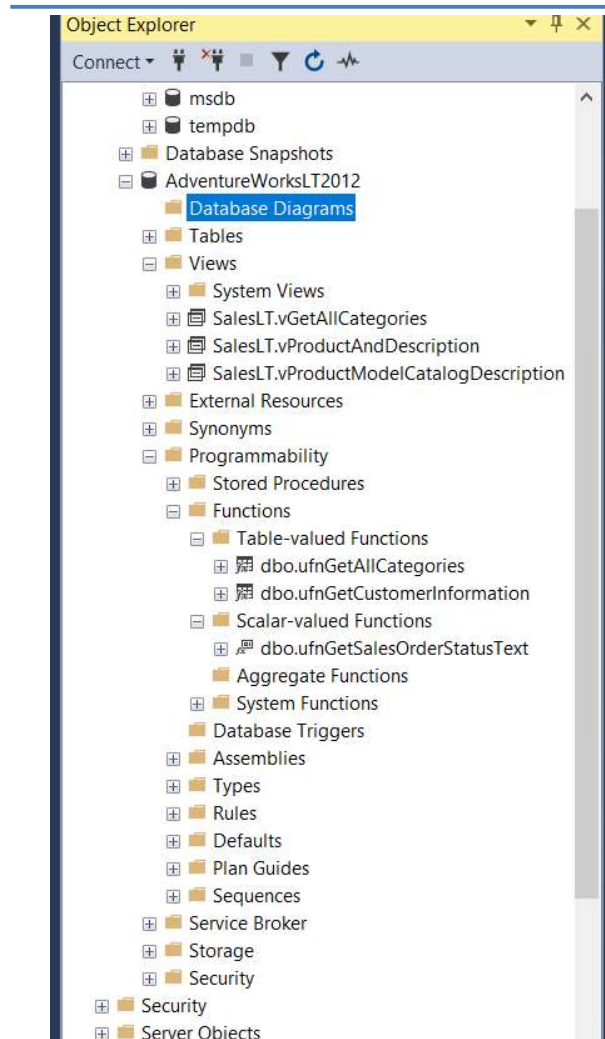 Object Explorer
Connect
msdb
tempdb
Database Snapshots
AdventureWorksLT2012
Database Diagrams
Tables
Views
System Views
SalesLT.vGetAllCategories
SalesLT.vProductAndDescription
SalesLT.vProductModelCatalogDescription
External Resources
Synonyms
Programmability
Stored Procedures
Functions
Table-valued Functions
dbo.ufnGetAllCategories
dbo.ufnGetCustomerInformation
Scalar-valued Functions
dbo.ufnGetSalesOrderStatusText
Aggregate Functions
System Functions
Database Triggers
Assemblies
Types
Rules
Defaults
Plan Guides
Sequences
Service Broker
Storage
Security
Security
Server Objects